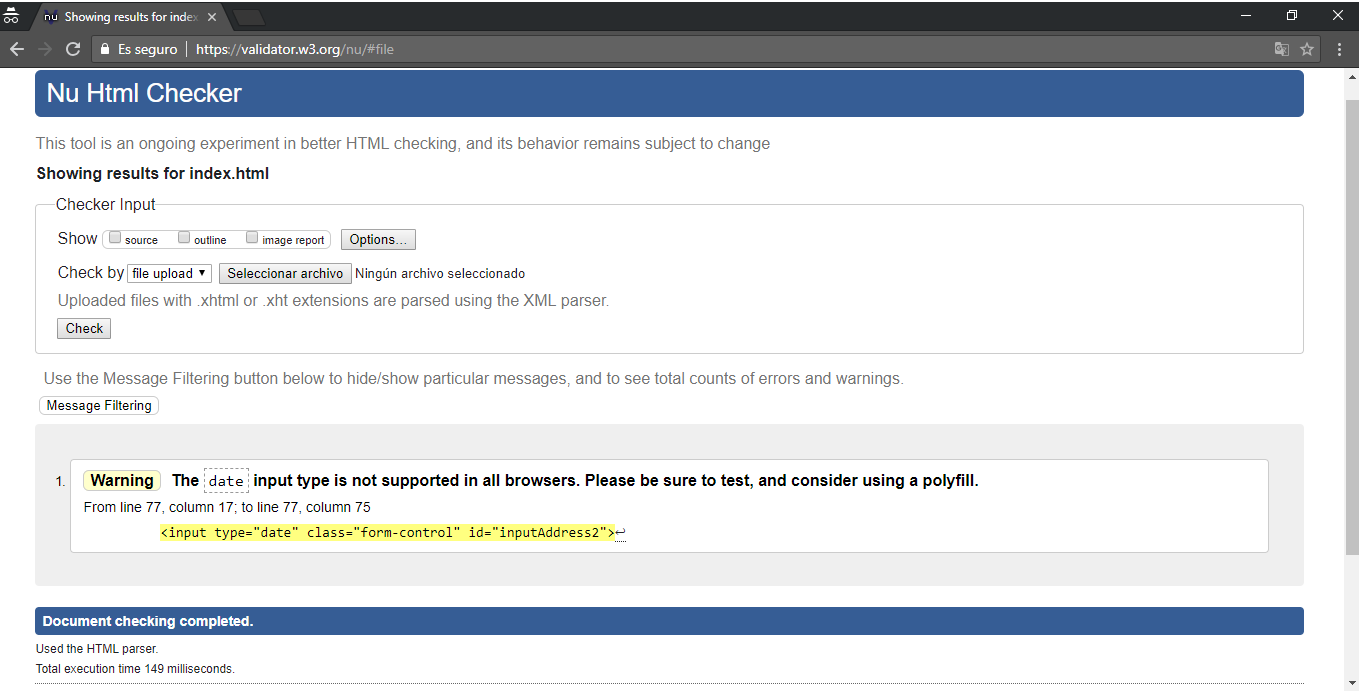 nu Showing results for index
Es seguro https://validator.w3.org/nu/#file
Nu Html Checker
This tool is an ongoing experiment in better HTML checking, and its behavior remains subject to change
Showing results for index.html
Checker Input
Show source outline image report Options...
Check by file upload Seleccionar archivo Ningún archivo seleccionado
Uploaded files with .xhtml or .xht extensions are parsed using the XML parser.
Check
Use the Message Filtering button below to hide/show particular messages, and to see total counts of errors and warnings.
Message Filtering
1. Warning The date input type is not supported in all browsers. Please be sure to test, and consider using a polyfill.
From line 77, column 17; to line 77, column 75
<input type="date" class="form-control" id="inputAddress2">↩
Document checking completed.
Used the HTML parser.
Total execution time 149 milliseconds.